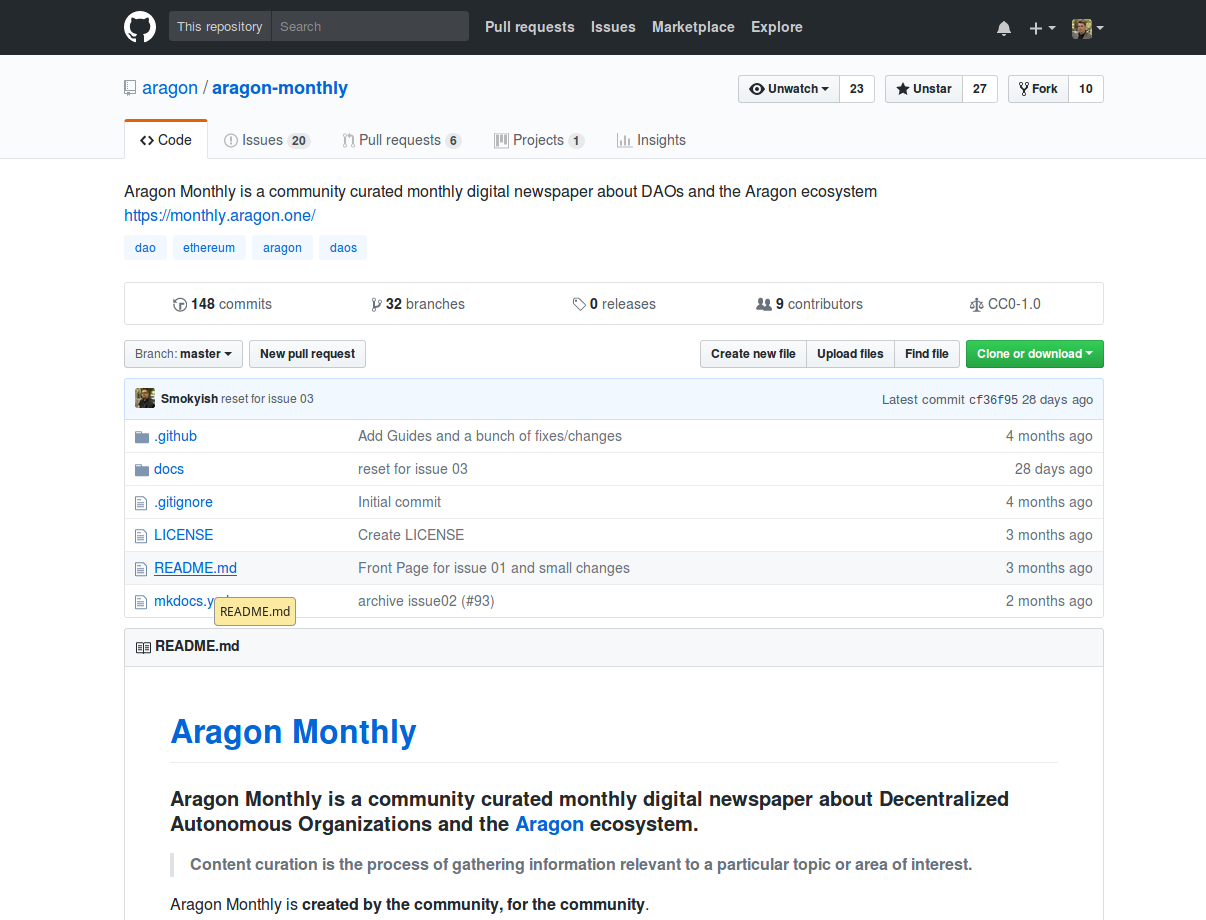 This repository Search Pull requests Issues Marketplace Explore
aragon / aragon-monthly Unwatch 23 Unstar 27 Fork 10
Code Issues 20 Pull requests 6 Projects 1 Insights
Aragon Monthly is a community curated monthly digital newspaper about DAOs and the Aragon ecosystem
https://monthly.aragon.one/
dao ethereum aragon daos
148 commits 32 branches 0 releases 9 contributors CC0-1.0
Branch: master New pull request Create new file Upload files Find file Clone or download
Smokyish reset for issue 03 Latest commit cf36f95 28 days ago
.github Add Guides and a bunch of fixes/changes 4 months ago
docs reset for issue 03 28 days ago
.gitignore Initial commit 4 months ago
LICENSE Create LICENSE 3 months ago
README.md Front Page for issue 01 and small changes 3 months ago
mkdocs.y archive issue02 (#93) 2 months ago
README.md
README.md
Aragon Monthly
Aragon Monthly is a community curated monthly digital newspaper about Decentralized
Autonomous Organizations and the Aragon ecosystem.
Content curation is the process of gathering information relevant to a particular topic or area of interest.
Aragon Monthly is created by the community, for the community.